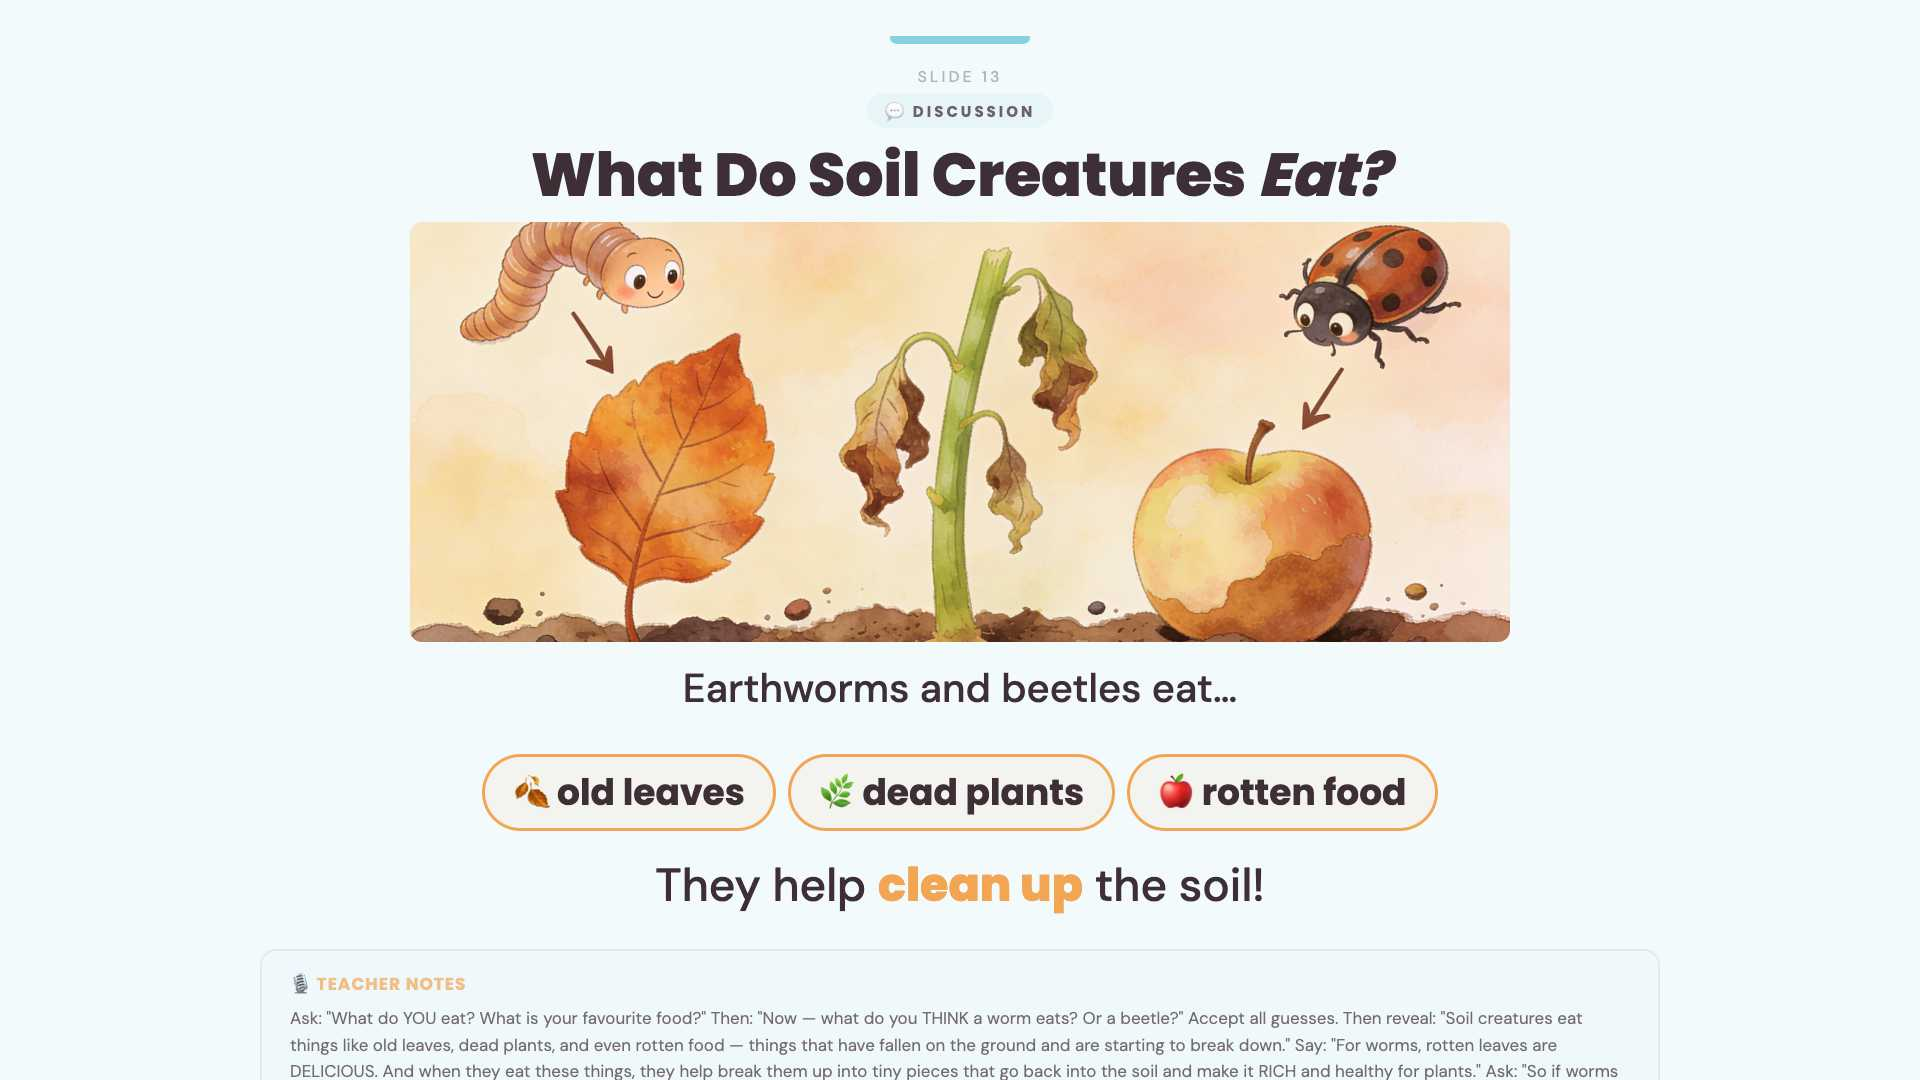 SLIDE 13
💬 DISCUSSION
What Do Soil Creatures Eat?
Earthworms and beetles eat...
🍂 old leaves
🌿 dead plants
🍎 rotten food
They help clean up the soil!
🎙️ TEACHER NOTES
Ask: "What do YOU eat? What is your favourite food?" Then: "Now — what do you THINK a worm eats? Or a beetle?" Accept all guesses. Then reveal: "Soil creatures eat
things like old leaves, dead plants, and even rotten food — things that have fallen on the ground and are starting to break down." Say: "For worms, rotten leaves are
DELICIOUS. And when they eat these things, they help break them up into tiny pieces that go back into the soil and make it RICH and healthy for plants." Ask: "So if worms